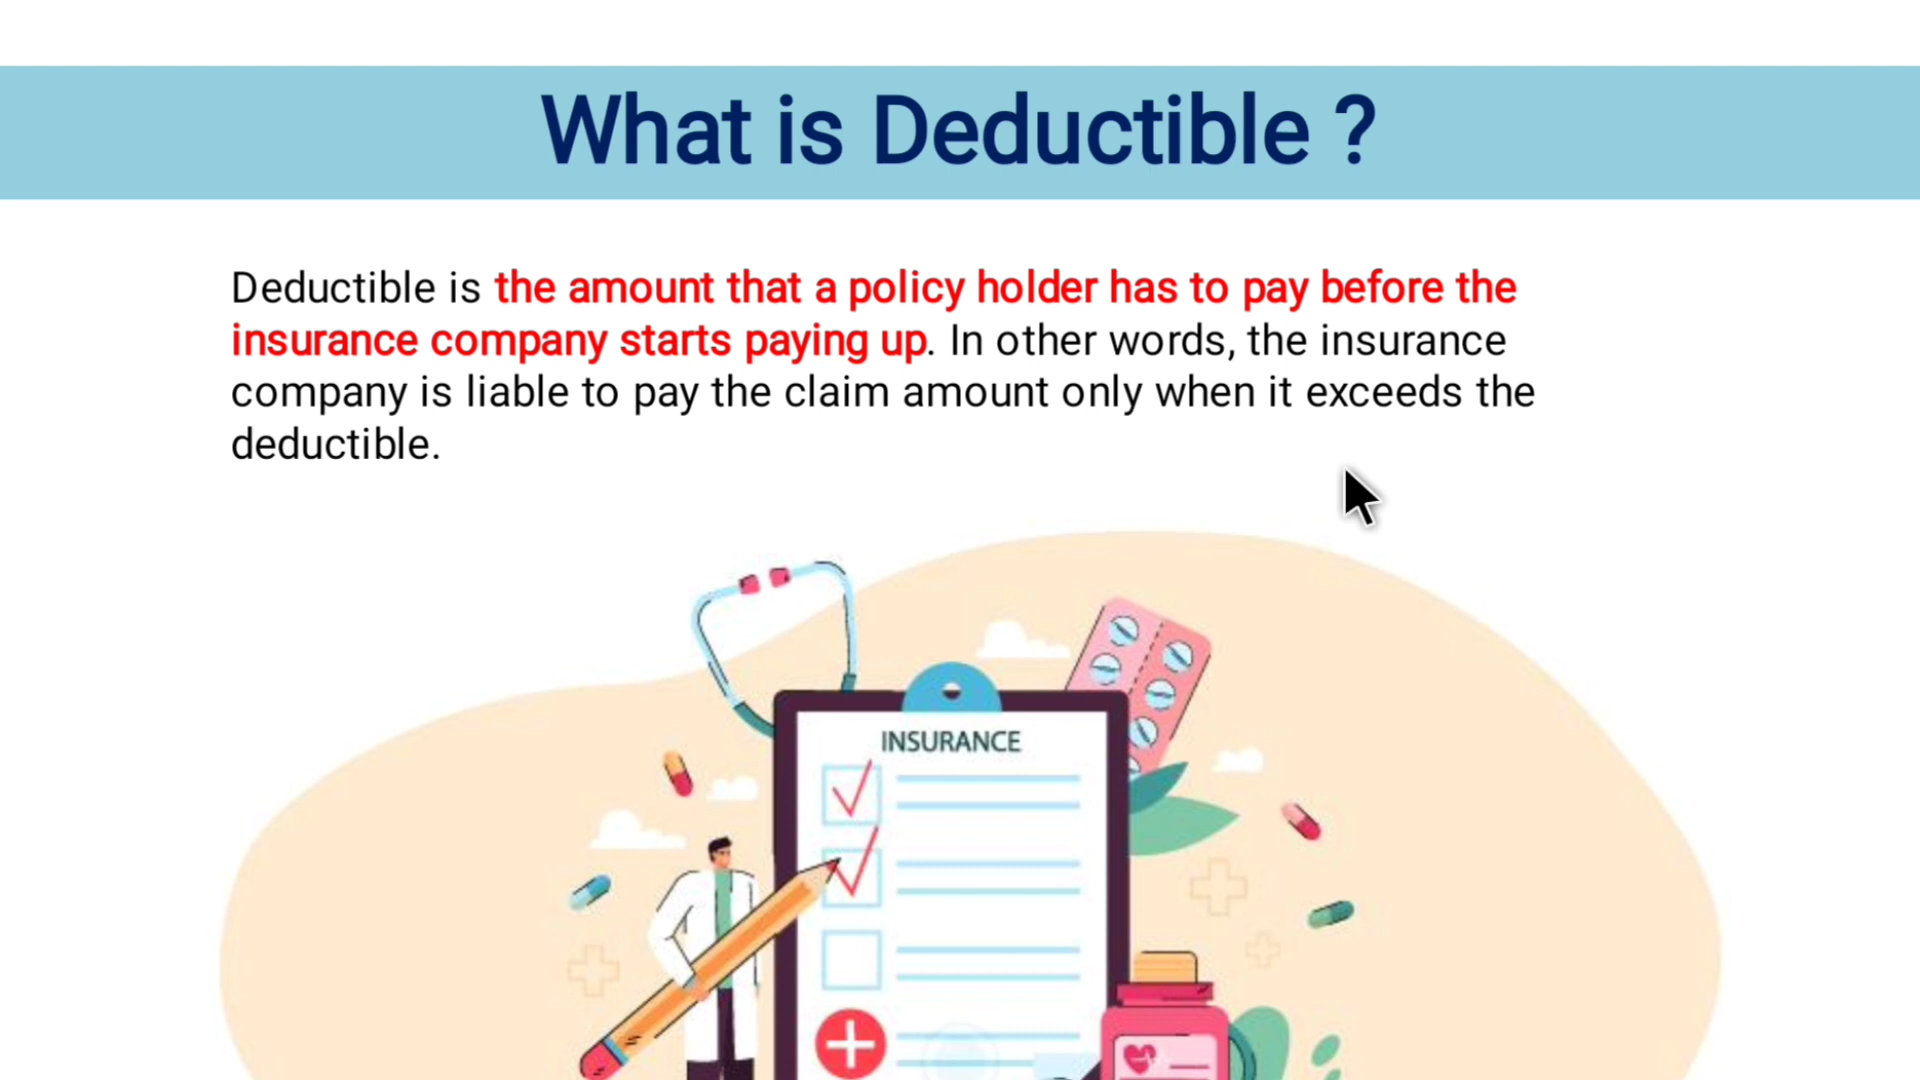 What is Deductible ?
Deductible is the amount that a policy holder has to pay before the
insurance company starts paying up. In other words, the insurance
company is liable to pay the claim amount only when it exceeds the
deductible.
INSURANCE